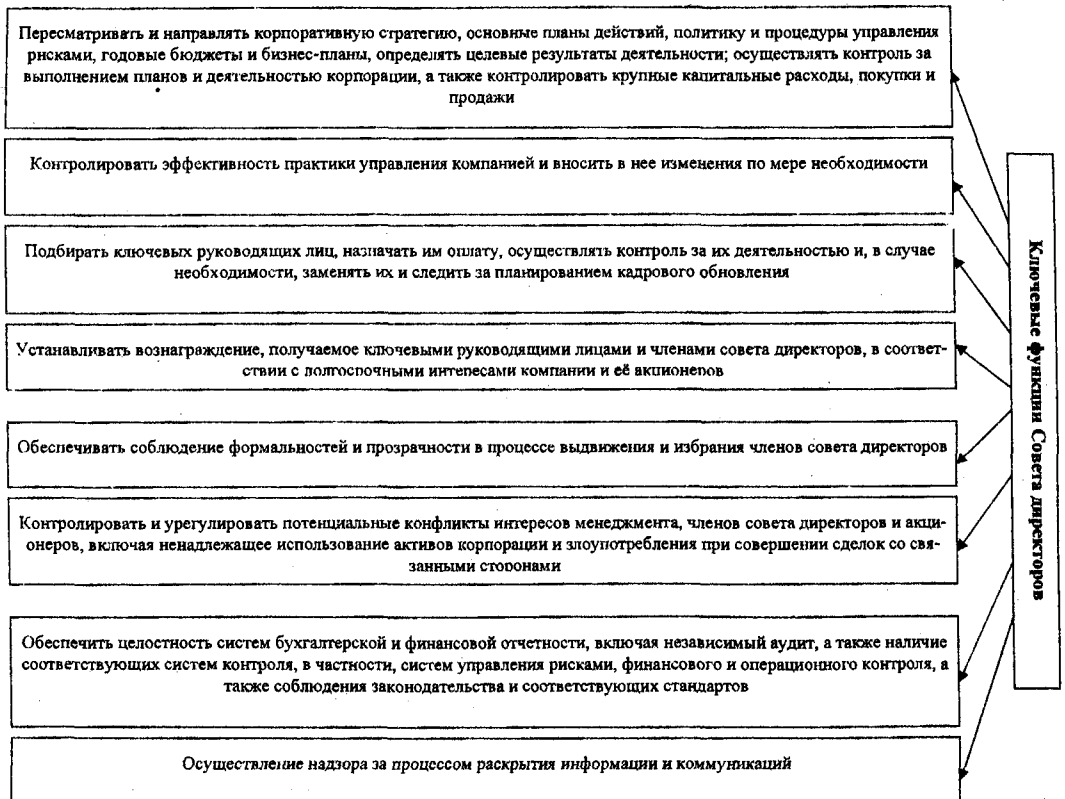 Пересматривать и направлять корпоративную стратегию, основные планы действий, политику и процедуры управления
рисками, годовые бюджеты и бизнес-планы, определять целевые результаты деятельности; осуществлять контроль за
выполнением планов и деятельностью корпорации, а также контролировать крупные капитальные расходы, покупки и
продажи
Контролировать эффективность практики управления компанией и вносить в нее изменения по мере необходимости
Подбирать ключевых руководящих лиц, назначать им оплату, осуществлять контроль за их деятельностью и, в случае
необходимости, заменять их и следить за планированием кадрового обновления
Устанавливать вознаграждение, получаемое ключевыми руководящими лицами и членами совета директоров, в соответ-
ствии с долгосрочными интересами компании и её акционеров
Обеспечивать соблюдение формальностей и прозрачности в процессе выдвижения и избрания членов совета директоров
Контролировать и урегулировать потенциальные конфликты интересов менеджмента, членов совета директоров и акци-
онеров, включая ненадлежащее использование активов корпорации и злоупотребления при совершении сделок со свя-
занными сторонами
Обеспечить целостность систем бухгалтерской и финансовой отчетности, включая независимый аудит, а также наличие
соответствующих систем контроля, в частности, систем управления рисками, финансового и операционного контроля, а
также соблюдения законодательства и соответствующих стандартов
Осуществление надзора за процессом раскрытия информации и коммуникаций
Ключевые функции Совета директоров